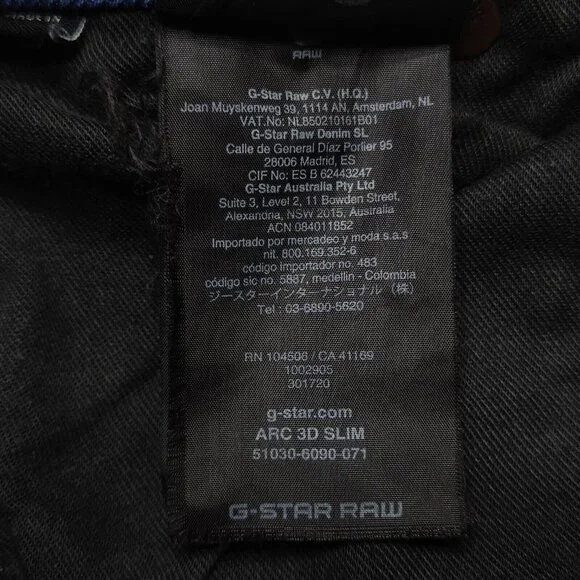 MADE IN
RAW
G-Star Raw C.V. (H.Q.)
Joan Muyskenweg 39, 1114 AN, Amsterdam, NL
VAT.No: NL850210161B01
G-Star Raw Denim SL
Calle de General Díaz Porlier 95
28006 Madrid, ES
CIF No: ES B 62443247
G-Star Australia Pty Ltd
Suite 3, Level 2, 11 Bowden Street,
Alexandria, NSW 2015, Australia
ACN 084011852
Importado por mercadeo y moda s.a.s
nit. 800.169.352-6
código importador no. 483
código sic no. 5887, medellin - Colombia
ジースターインターナショナル（株）
Tel : 03-6890-5620
RN 104506 / CA 41169
1002905
301720
g-star.com
ARC 3D SLIM
51030-6090-071
G-STAR RAW